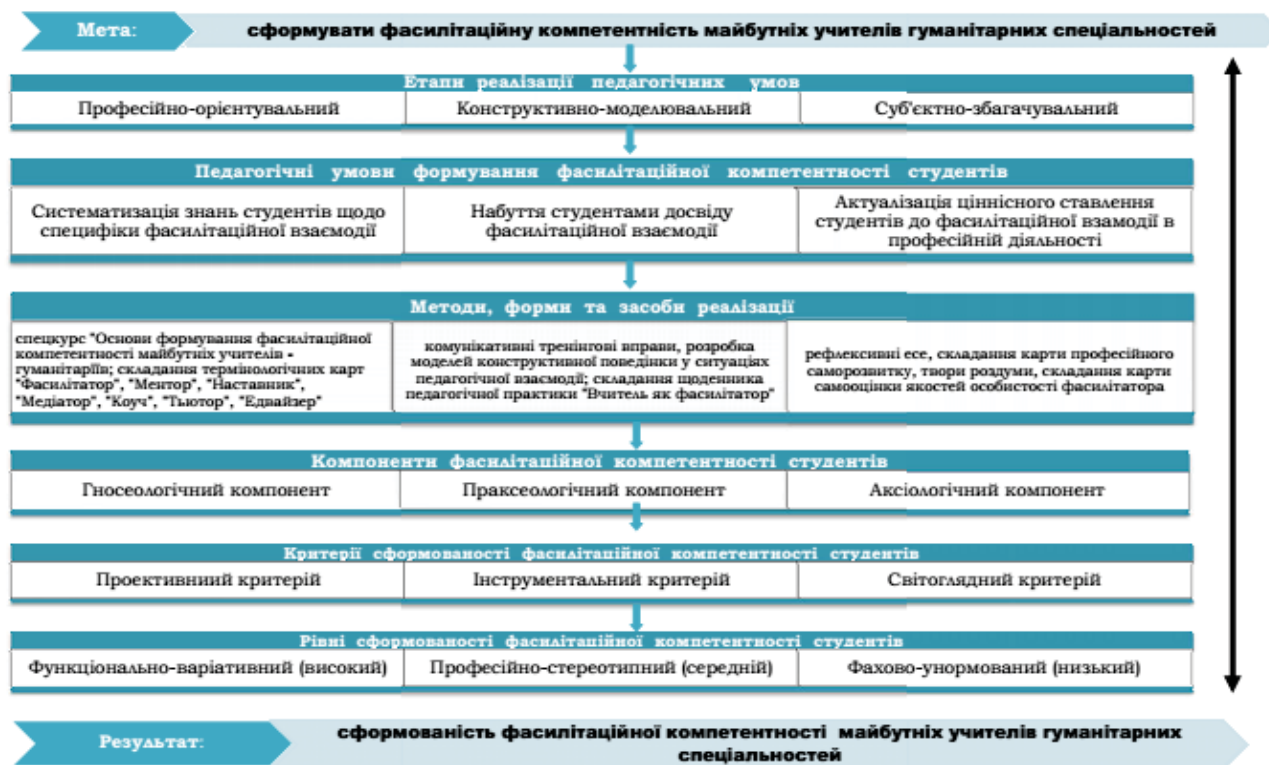 Мета:
сформувати фасилітаційну компетентність майбутніх учителів гуманітарних спеціальностей
Етапи реалізації педагогічних умов
Професійно-орієнтувальний
Конструктивно-моделювальний
Суб'єктно-збагачувальний
Педагогічні умови формування фасилітаційної компетентності студентів
Систематизація знань студентів щодо
специфіки фасилітаційної взаємодії
Набуття студентами досвіду
фасилітаційної взаємодії
Актуалізація ціннісного ставлення
студентів до фасилітаційної взамодії в
професійній діяльності
Методи, форми та засоби реалізації
спецкурс "Основи формування фасилітаційної
компетентності майбутніх учителів -
гуманітаріїв; складання термінологічних карт
"Фасилітатор", "Ментор", "Наставник",
"Медіатор", "Коуч", "Тьютор", "Едвайзер"
комунікативні тренінгові вправи, розробка
моделей конструктивної поведінки у ситуаціях
педагогічної взаємодії; складання щоденника
педагогічної практики "Вчитель як фасилітатор"
рефлексивні есе, складання карти професійного
саморозвитку, твори роздуми, складання карти
самооцінки якостей особистості фасилітатора
Компоненти фасилітаційної компетентності студентів
Гносеологічний компонент
Праксеологічний компонент
Аксіологічний компонент
Критерії сформованості фасилітаційної компетентності студентів
Проективниий критерій
Інструментальний критерій
Світоглядний критерій
Рівні сформованості фасилітаційної компетентності студентів
Функціонально-варіативний (високий)
Професійно-стереотипний (середній)
Фахово-унормований (низький)
Результат:
сформованість фасилітаційної компетентності майбутніх учителів гуманітарних
спеціальностей